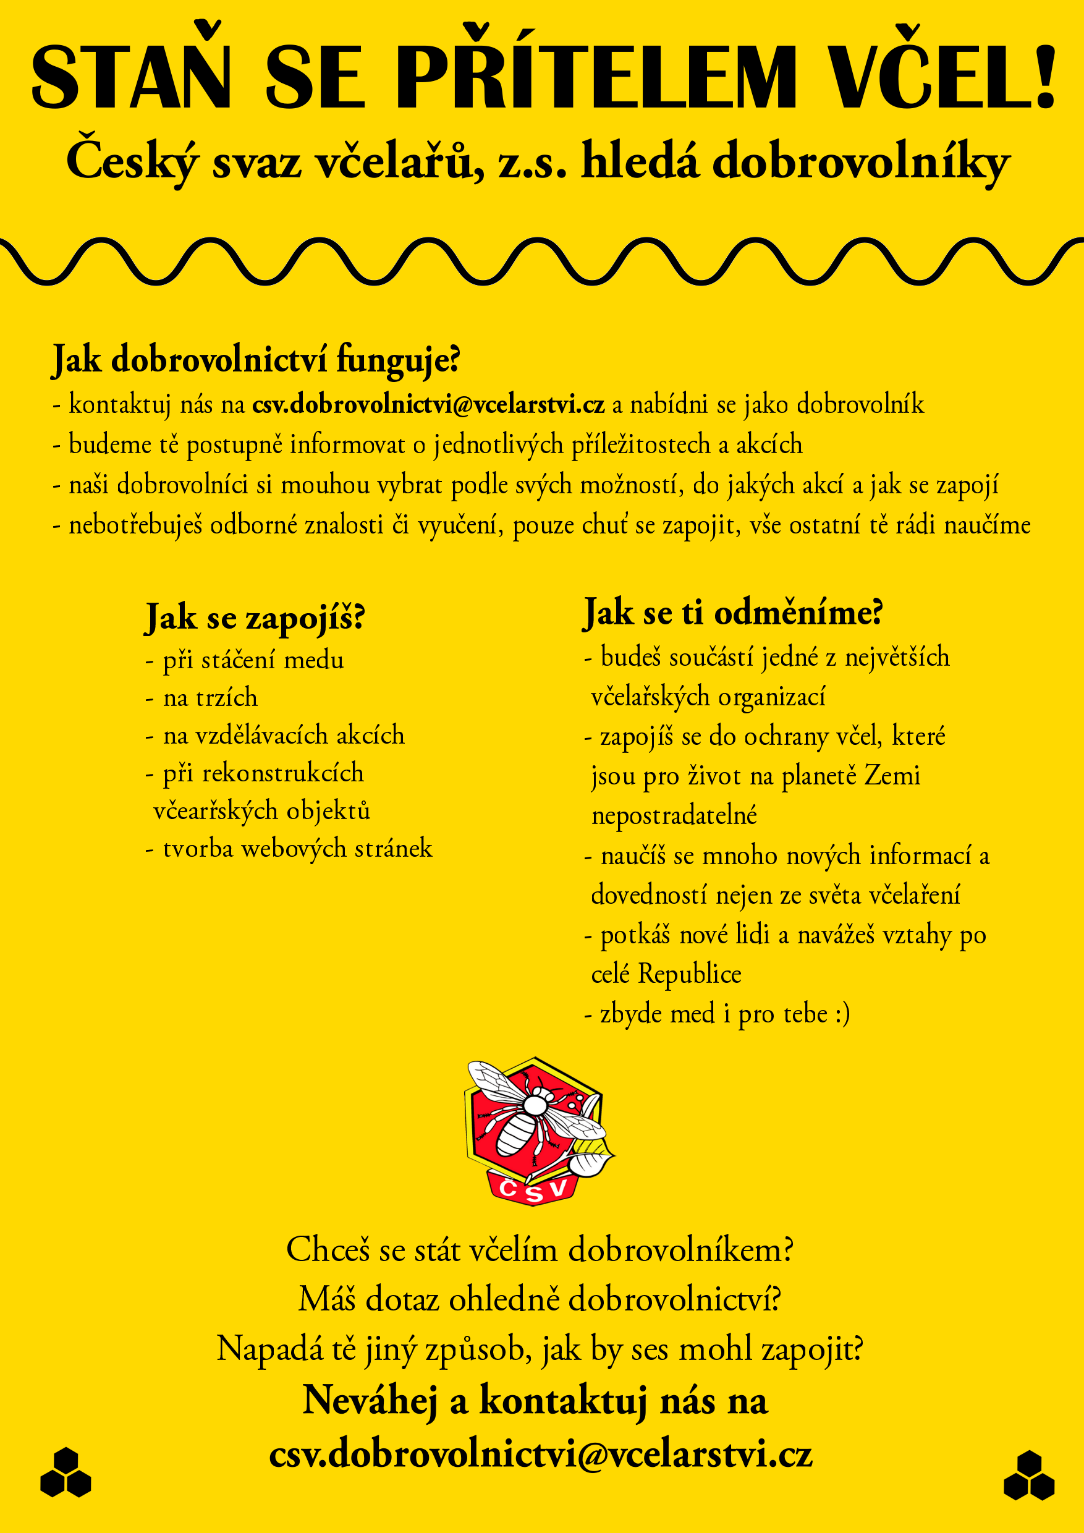 STAŇ SE PŘÍTELEM VČEL!
Český svaz včelařů, z.s. hledá dobrovolníky
Jak dobrovolnictví funguje?
- kontaktuj nás na csv.dobrovolnictvi@vcelarstvi.cz a nabídni se jako dobrovolník
- budeme tě postupně informovat o jednotlivých příležitostech a akcích
- naši dobrovolníci si mouhou vybrat podle svých možností, do jakých akcí a jak se zapojí
- nebotřebuješ odborné znalosti či vyučení, pouze chuť se zapojit, vše ostatní tě rádi naučíme
Jak se zapojíš?
- při stáčení medu
- na trzích
- na vzdělávacích akcích
- při rekonstrukcích
včearřských objektů
- tvorba webových stránek
Jak se ti odměníme?
- budeš součástí jedné z největších
včelařských organizací
- zapojíš se do ochrany včel, které
jsou pro život na planetě Zemi
nepostradatelné
- naučíš se mnoho nových informací a
dovedností nejen ze světa včelaření
- potkáš nové lidi a navážeš vztahy po
celé Republice
- zbyde med i pro tebe :)
ČSV
Chceš se stát včelím dobrovolníkem?
Máš dotaz ohledně dobrovolnictví?
Napadá tě jiný způsob, jak by ses mohl zapojit?
Neváhej a kontaktuj nás na
csv.dobrovolnictvi@vcelarstvi.cz